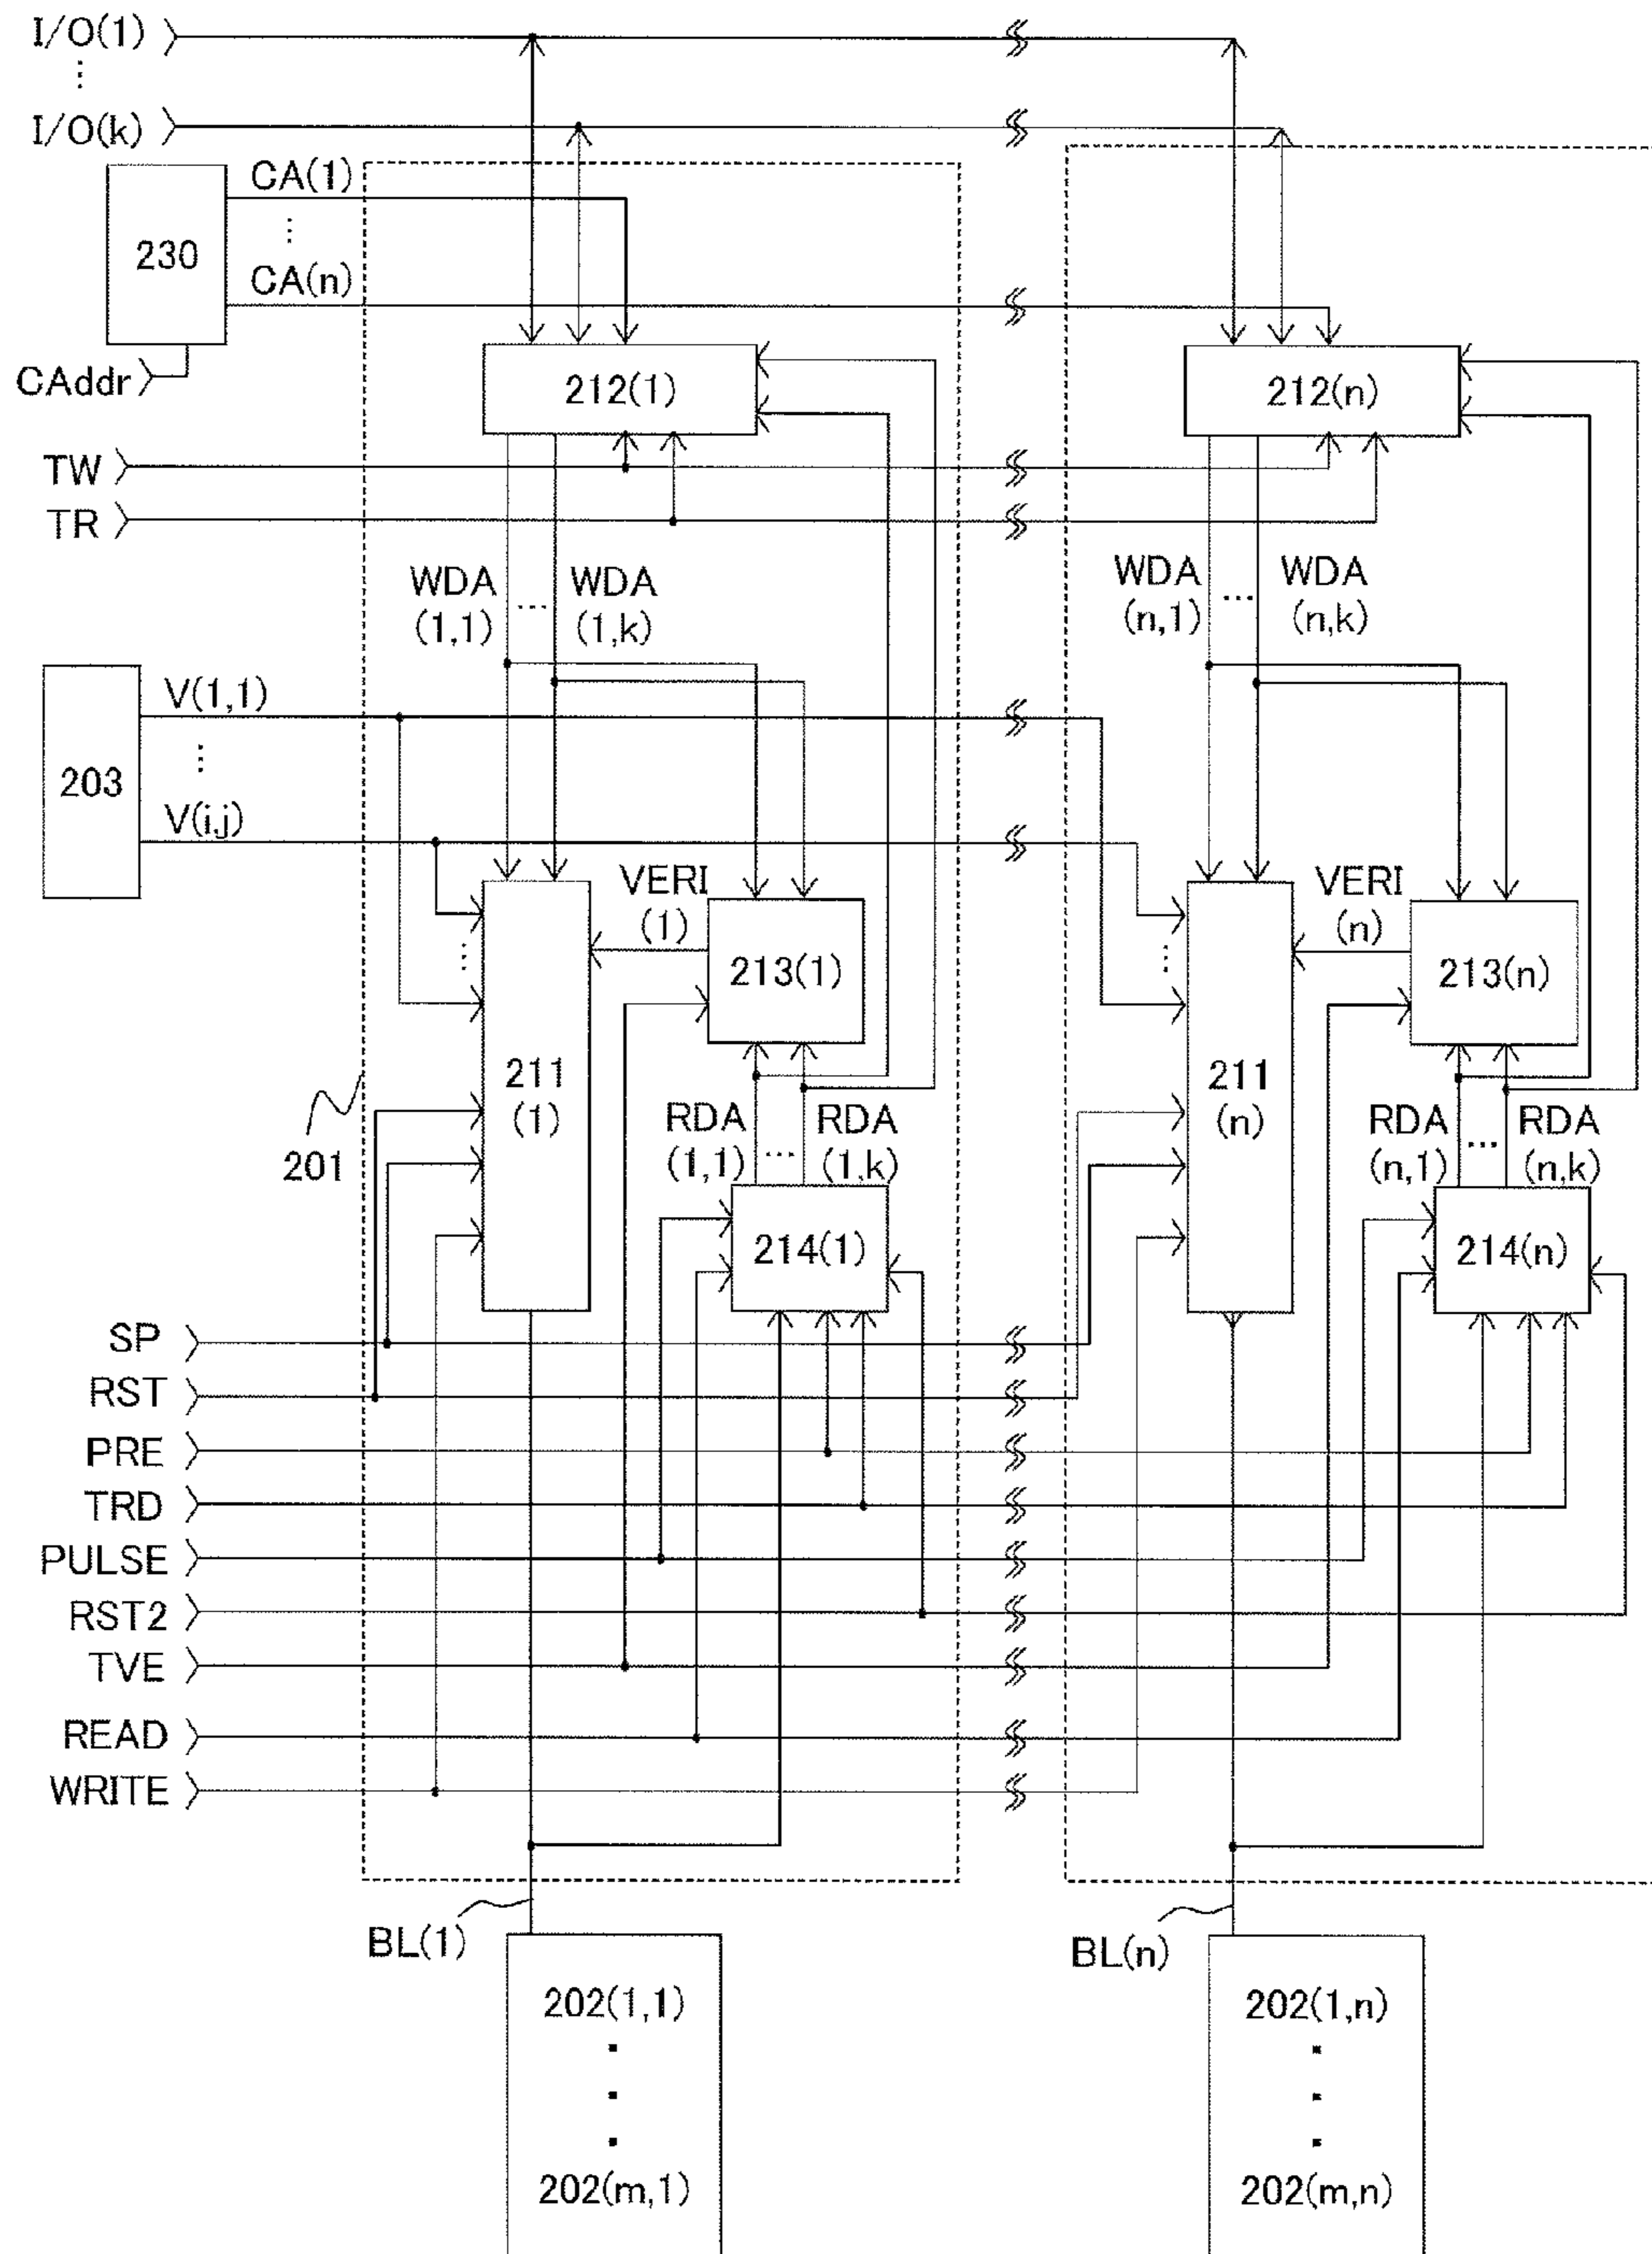 I/O(1)
⋮
I/O(k)
CA(1)
⋮
230
CA(n)
CAddr
212(1)
212(n)
TW
TR
WDA
(1,1)
...
WDA
(1,k)
WDA
(n,1)
...
WDA
(n,k)
V(1,1)
⋮
203
V(i,j)
VERI
(1)
213(1)
VERI
(n)
213(n)
...
...
211
(1)
211
(n)
201
RDA
(1,1)
...
RDA
(1,k)
RDA
(n,1)
...
RDA
(n,k)
214(1)
214(n)
SP
RST
PRE
TRD
PULSE
RST2
TVE
READ
WRITE
BL(1)
BL(n)
202(1,1)
⋮
202(m,1)
202(1,n)
⋮
202(m,n)